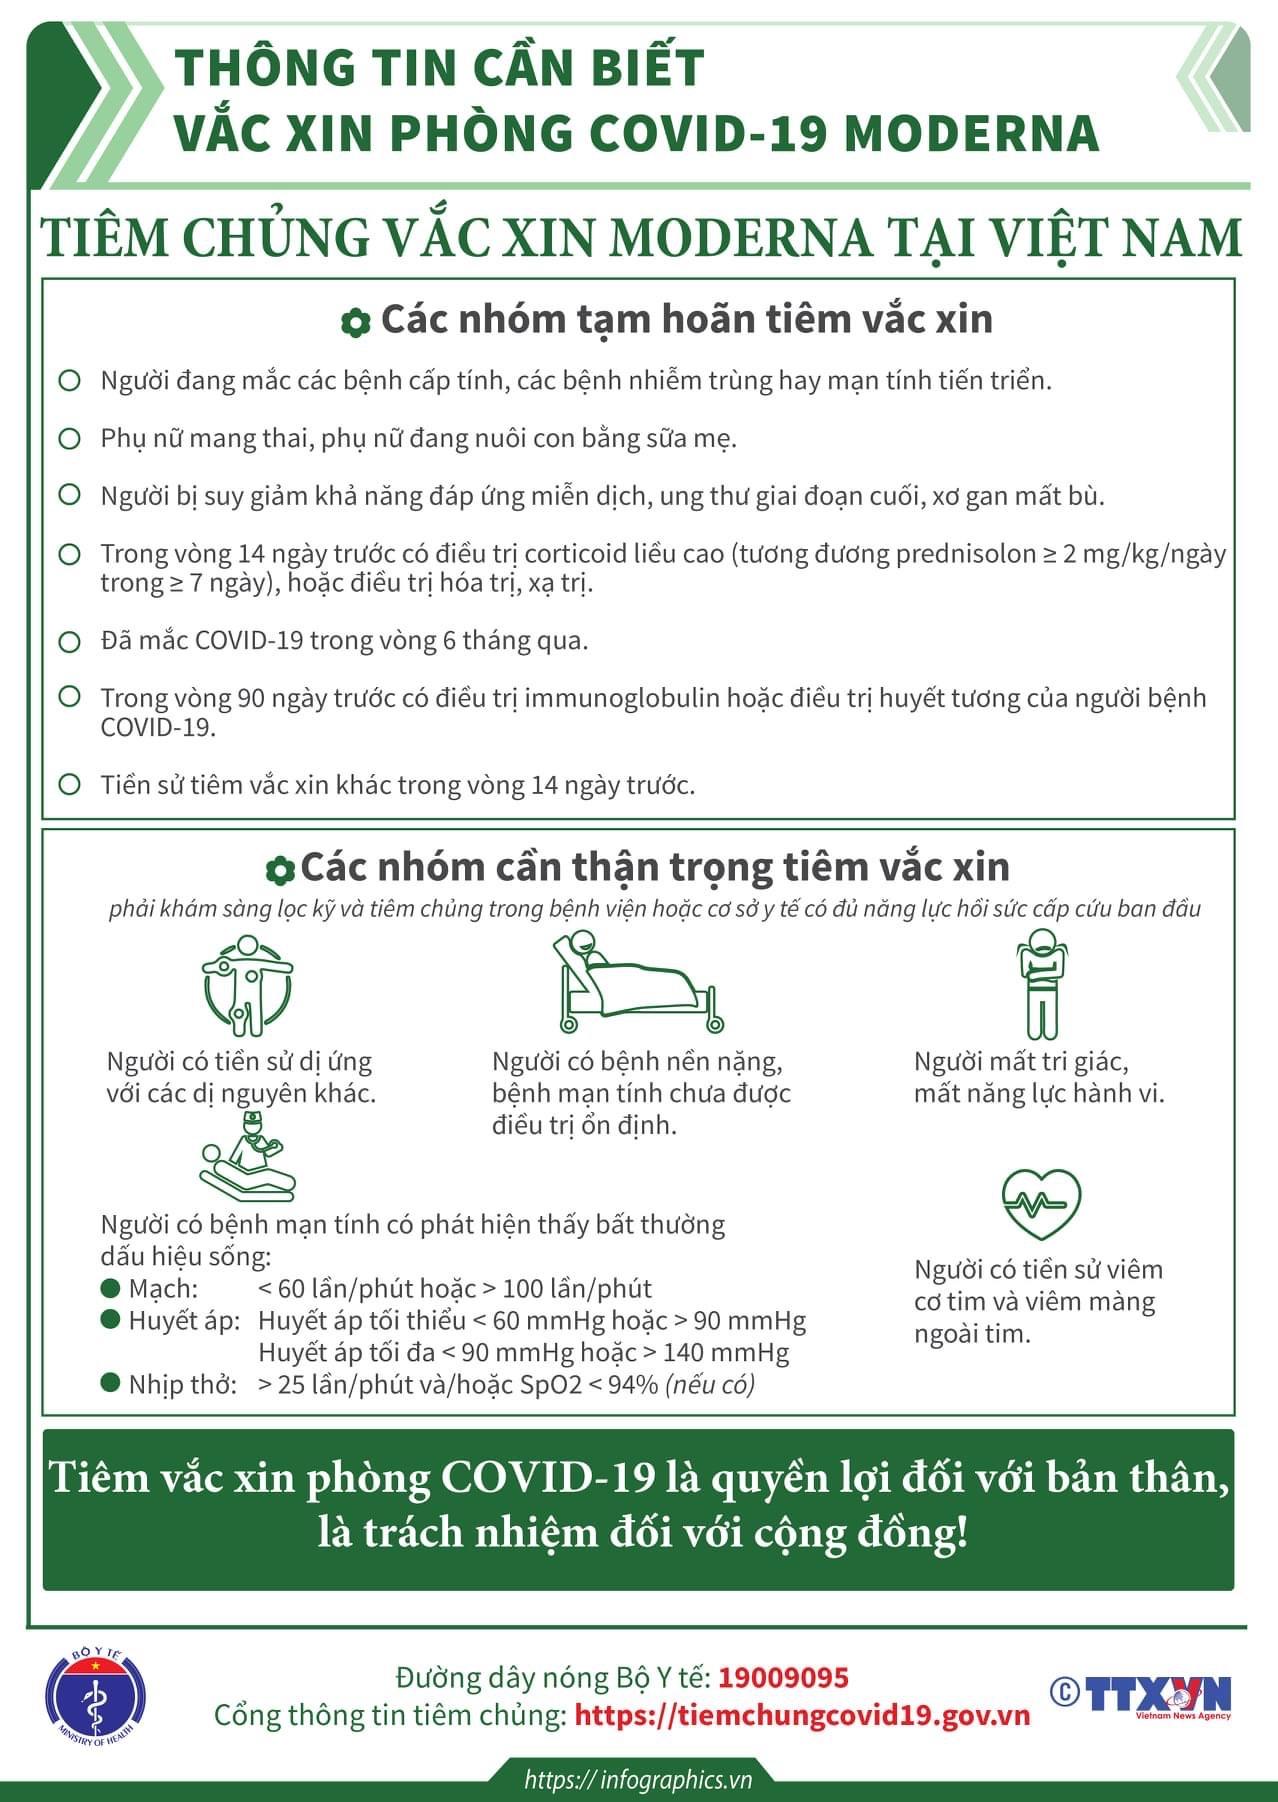 THÔNG TIN CẦN BIẾT
VẮC XIN PHÒNG COVID-19 MODERNA
TIÊM CHỦNG VẮC XIN MODERNA TẠI VIỆT NAM
Các nhóm tạm hoãn tiêm vắc xin
Người đang mắc các bệnh cấp tính, các bệnh nhiễm trùng hay mạn tính tiến triển.
Phụ nữ mang thai, phụ nữ đang nuôi con bằng sữa mẹ.
Người bị suy giảm khả năng đáp ứng miễn dịch, ung thư giai đoạn cuối, xơ gan mất bù.
Trong vòng 14 ngày trước có điều trị corticoid liều cao (tương đương prednisolon ≥ 2 mg/kg/ngày
trong ≥ 7 ngày), hoặc điều trị hóa trị, xạ trị.
Đã mắc COVID-19 trong vòng 6 tháng qua.
Trong vòng 90 ngày trước có điều trị immunoglobulin hoặc điều trị huyết tương của người bệnh
COVID-19.
Tiền sử tiêm vắc xin khác trong vòng 14 ngày trước.
Các nhóm cần thận trọng tiêm vắc xin
phải khám sàng lọc kỹ và tiêm chủng trong bệnh viện hoặc cơ sở y tế có đủ năng lực hồi sức cấp cứu ban đầu
Người có tiền sử dị ứng
với các dị nguyên khác.
Người có bệnh nền nặng,
bệnh mạn tính chưa được
điều trị ổn định.
Người mất tri giác,
mất năng lực hành vi.
Người có bệnh mạn tính có phát hiện thấy bất thường
dấu hiệu sống:
Mạch: < 60 lần/phút hoặc > 100 lần/phút
Huyết áp: Huyết áp tối thiểu < 60 mmHg hoặc > 90 mmHg
Huyết áp tối đa < 90 mmHg hoặc > 140 mmHg
Nhịp thở: > 25 lần/phút và/hoặc SpO2 < 94% (nếu có)
Người có tiền sử viêm
cơ tim và viêm màng
ngoài tim.
Tiêm vắc xin phòng COVID-19 là quyền lợi đối với bản thân,
là trách nhiệm đối với cộng đồng!
BỘ Y TẾ
MINISTRY OF HEALTH
Đường dây nóng Bộ Y tế: 19009095
Cổng thông tin tiêm chủng: https://tiemchungcovid19.gov.vn
© TTXVN
Vietnam News Agency
https:// infographics.vn